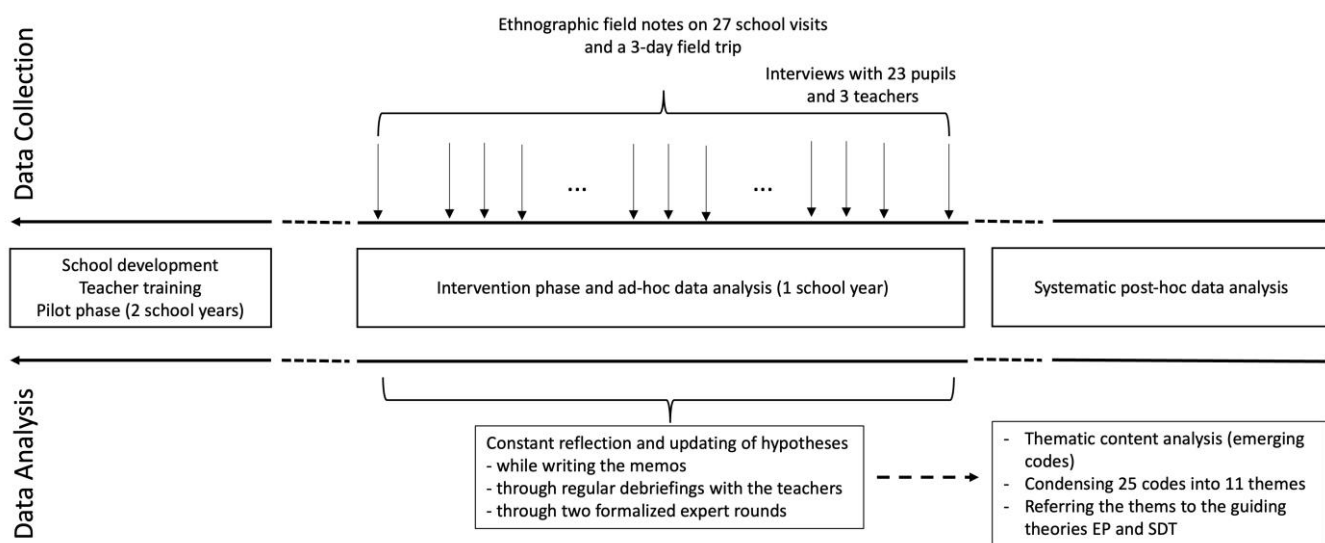 Data Collection
Ethnographic field notes on 27 school visits
and a 3-day field trip
Interviews with 23 pupils
and 3 teachers
...
...
School development
Teacher training
Pilot phase (2 school years)
Intervention phase and ad-hoc data analysis (1 school year)
Systematic post-hoc data analysis
Data Analysis
Constant reflection and updating of hypotheses
- while writing the memos
- through regular debriefings with the teachers
- through two formalized expert rounds
- Thematic content analysis (emerging
codes)
- Condensing 25 codes into 11 themes
- Referring the thems to the guiding
theories EP and SDT